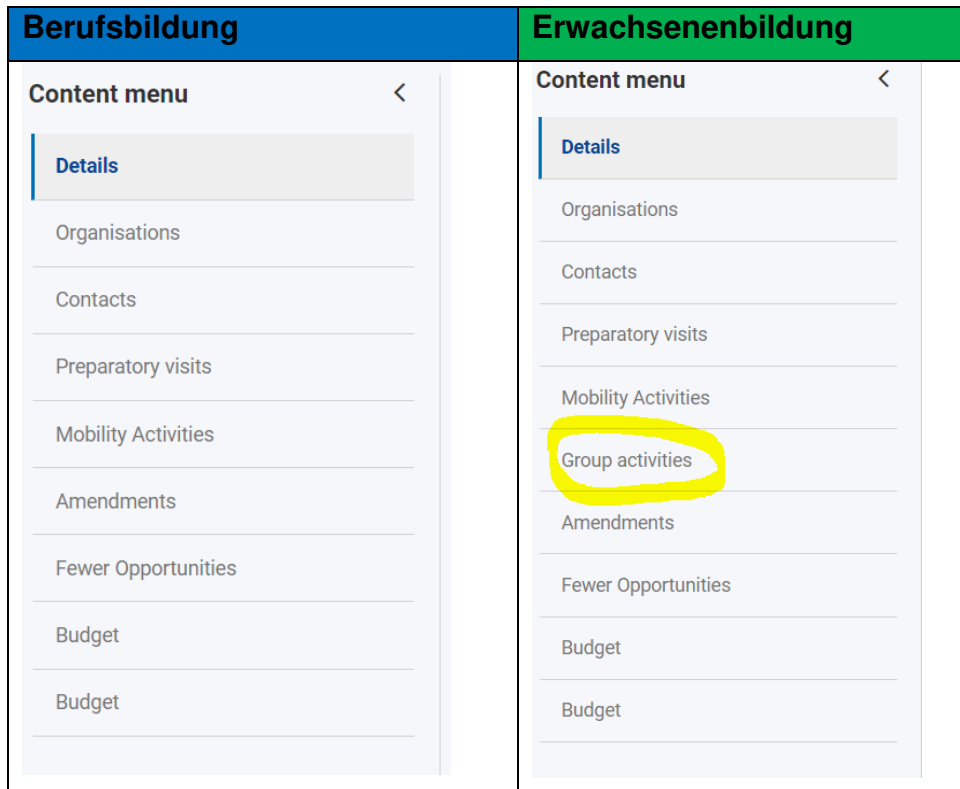 Berufsbildung
Content menu
Details
Organisations
Contacts
Preparatory visits
Mobility Activities
Amendments
Fewer Opportunities
Budget
Budget
Erwachsenenbildung
Content menu
Details
Organisations
Contacts
Preparatory visits
Mobility Activities
Group activities
Amendments
Fewer Opportunities
Budget
Budget